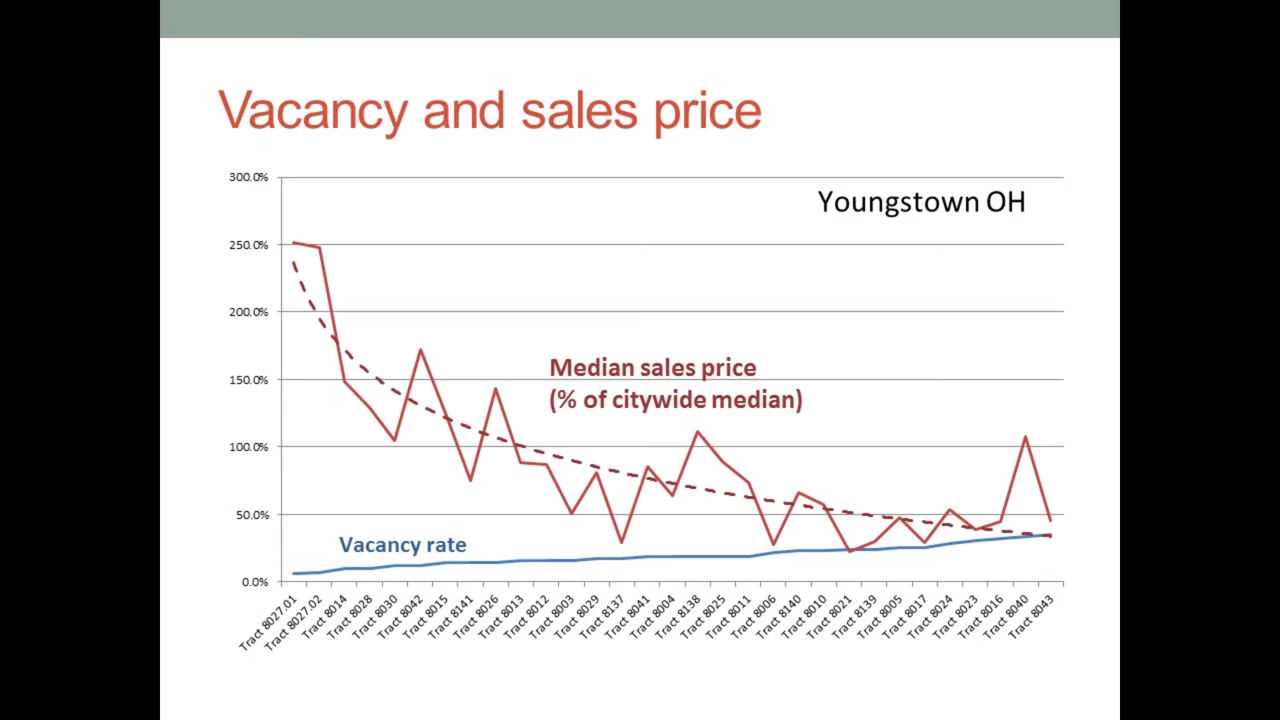 Vacancy and sales price
300.0%
Youngstown OH
250.0%
200.0%
Median sales price
150.0%
(% of citywide median)
100.0%
50.0%
Vacancy rate
0.0%
Tract 8027.01
Tract 8027.02
Tract 8014
Tract 8028
Tract 8030
Tract 8042
Tract 8015
Tract 8141
Tract 8026
Tract 8013
Tract 8012
Tract 8003
Tract 8029
Tract 8137
Tract 8041
Tract 8004
Tract 8138
Tract 8025
Tract 8011
Tract 8006
Tract 8140
Tract 8010
Tract 8021
Tract 8139
Tract 8005
Tract 8017
Tract 8024
Tract 8023
Tract 8016
Tract 8040
Tract 8043